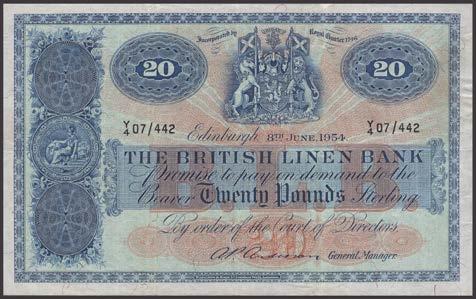 Incorporated by Royal Charter 1746
20 20
Y/4 07/442 Y/4 07/442
Edinburgh 8TH JUNE, 1954.
THE BRITISH LINEN BANK
Promise to pay on demand to the
Bearer Twenty Pounds Sterling.
By order of the Court of Directors,
General Manager.